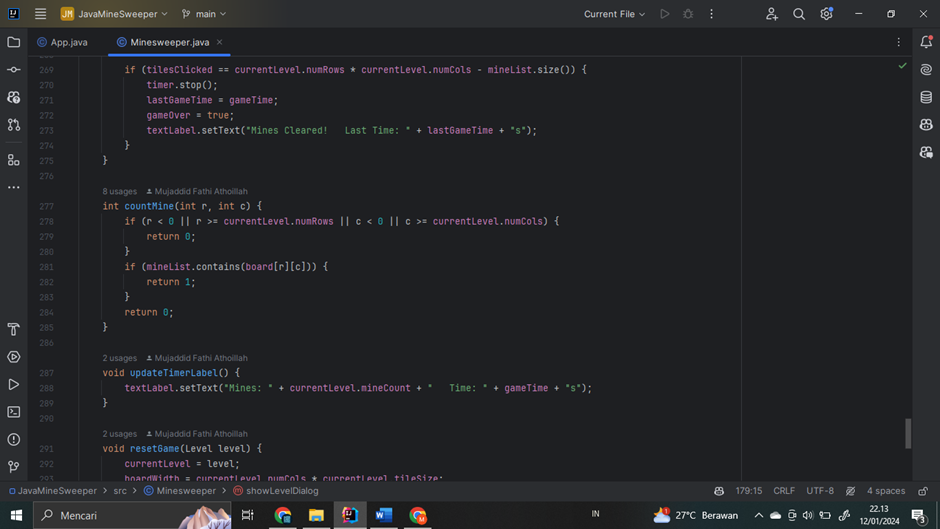 JM JavaMineSweeper main Current File
App.java Minesweeper.java
269 if (tilesClicked == currentLevel.numRows * currentLevel.numCols - mineList.size()) {
270 timer.stop();
271 lastGameTime = gameTime;
272 gameOver = true;
273 textLabel.setText("Mines Cleared!   Last Time: " + lastGameTime + "s");
274 }
275 }
276
8 usages Mujaddid Fathi Athoillah
277 int countMine(int r, int c) {
278 if (r < 0 || r >= currentLevel.numRows || c < 0 || c >= currentLevel.numCols) {
279 return 0;
280 }
281 if (mineList.contains(board[r][c])) {
282 return 1;
283 }
284 return 0;
285 }
286
2 usages Mujaddid Fathi Athoillah
287 void updateTimerLabel() {
288 textLabel.setText("Mines: " + currentLevel.mineCount + "   Time: " + gameTime + "s");
289 }
290
2 usages Mujaddid Fathi Athoillah
291 void resetGame(Level level) {
292 currentLevel = level;
293 boardWidth = currentLevel.numCols * currentLevel.tileSize;
JavaMineSweeper > src > Minesweeper > showLevelDialog 179:15 CRLF UTF-8 4 spaces
Mencari IN 27°C Berawan 22.13
12/01/2024 3